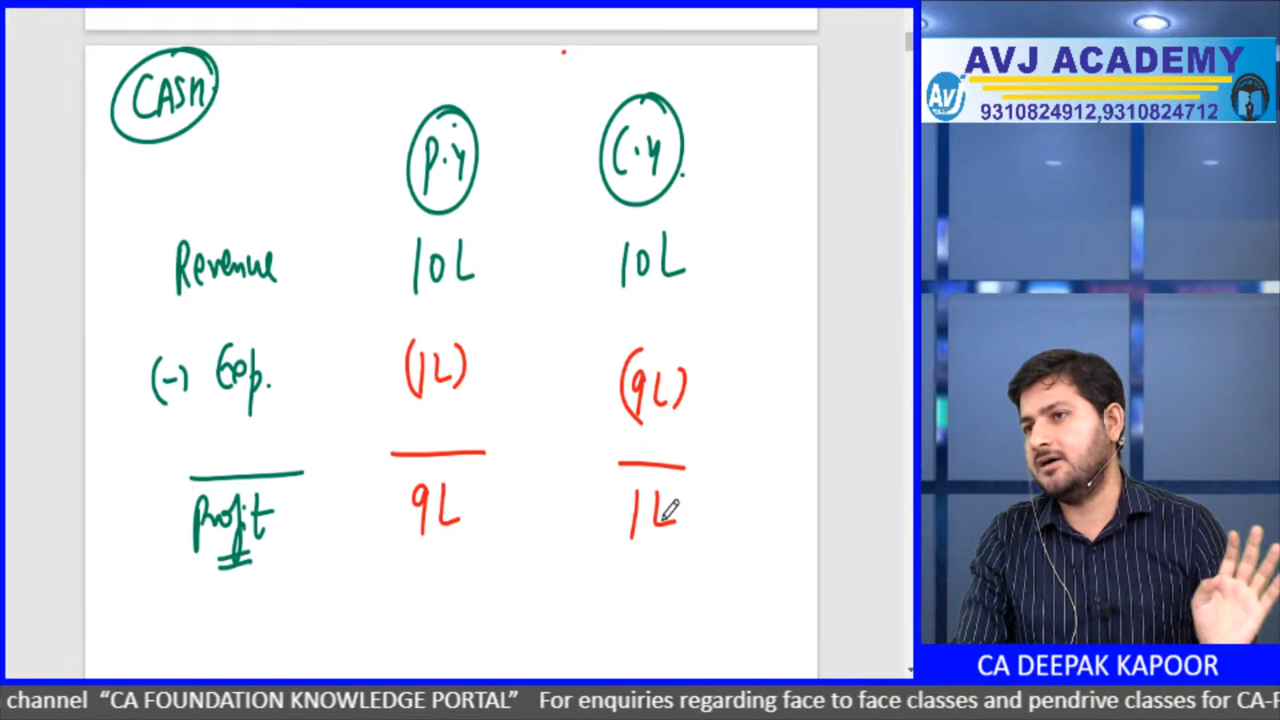 CASH
P.Y
C.Y.
Revenue 10L 10L
(-) Exp. (1L) (9L)
Profit 9L 1L
AVJ ACADEMY
AVJ
9310824912,9310824712
CA DEEPAK KAPOOR
channel “CA FOUNDATION KNOWLEDGE PORTAL” For enquiries regarding face to face classes and pendrive classes for CA-F